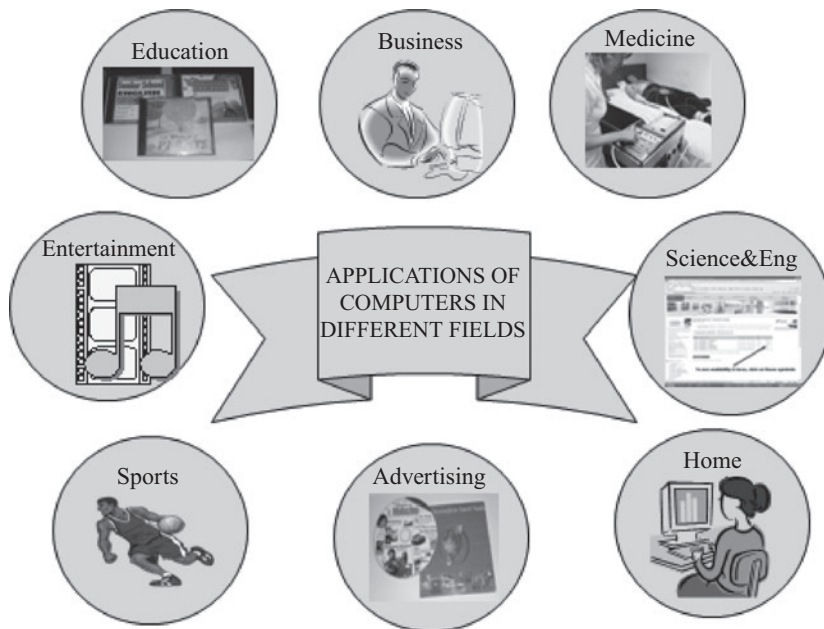 Education
Business
Medicine
Entertainment
APPLICATIONS OF
COMPUTERS IN
DIFFERENT FIELDS
Science&Eng
Sports
Advertising
Home